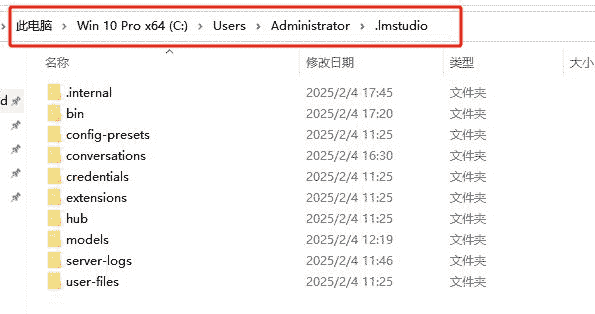 此电脑 > Win 10 Pro x64 (C:) > Users > Administrator > .lmstudio
名称 修改日期 类型 大小
.internal 2025/2/4 17:45 文件夹
d bin 2025/2/4 17:20 文件夹
config-presets 2025/2/4 11:25 文件夹
conversations 2025/2/4 16:30 文件夹
credentials 2025/2/4 11:25 文件夹
extensions 2025/2/4 11:25 文件夹
hub 2025/2/4 11:25 文件夹
models 2025/2/4 12:19 文件夹
server-logs 2025/2/4 11:46 文件夹
user-files 2025/2/4 11:25 文件夹